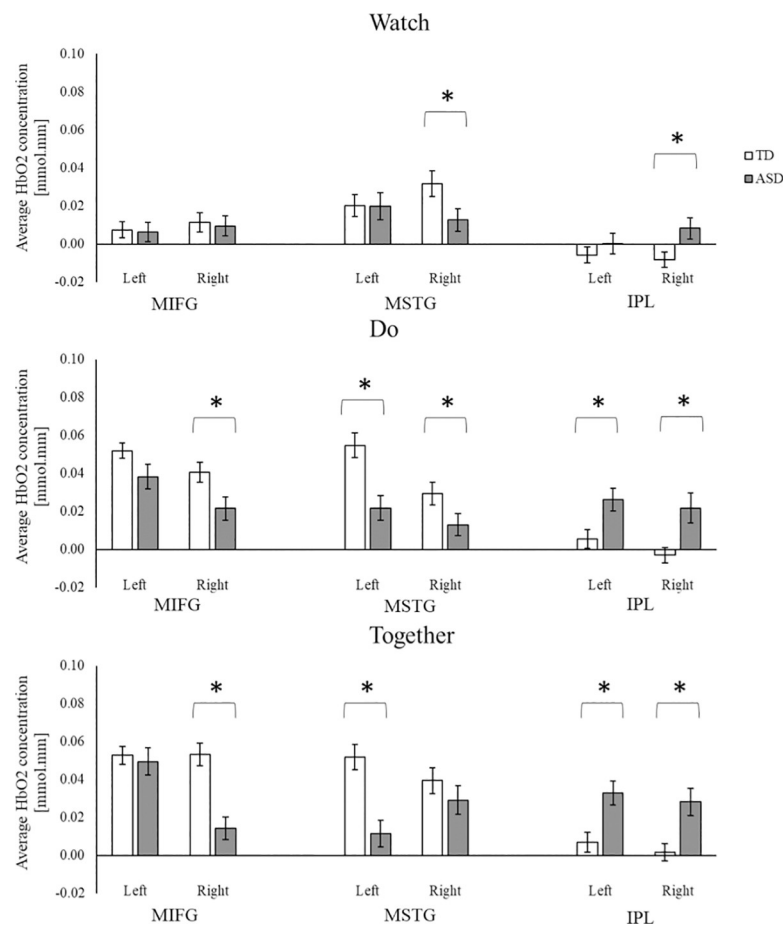 Watch
Average HbO2 concentration
[mmol.mm]
0.10
0.08
0.06
0.04
0.02
0.00
-0.02
*
*
TD
ASD
Left
Right
Left
Right
Left
Right
MIFG
MSTG
IPL
Do
Average HbO2 concentration
[mmol.mm]
0.10
0.08
0.06
0.04
0.02
0.00
-0.02
*
*
*
*
*
Left
Right
Left
Right
Left
Right
MIFG
MSTG
IPL
Together
Average HbO2 concentration
[mmol.mm]
0.10
0.08
0.06
0.04
0.02
0.00
-0.02
*
*
*
*
Left
Right
Left
Right
Left
Right
MIFG
MSTG
IPL